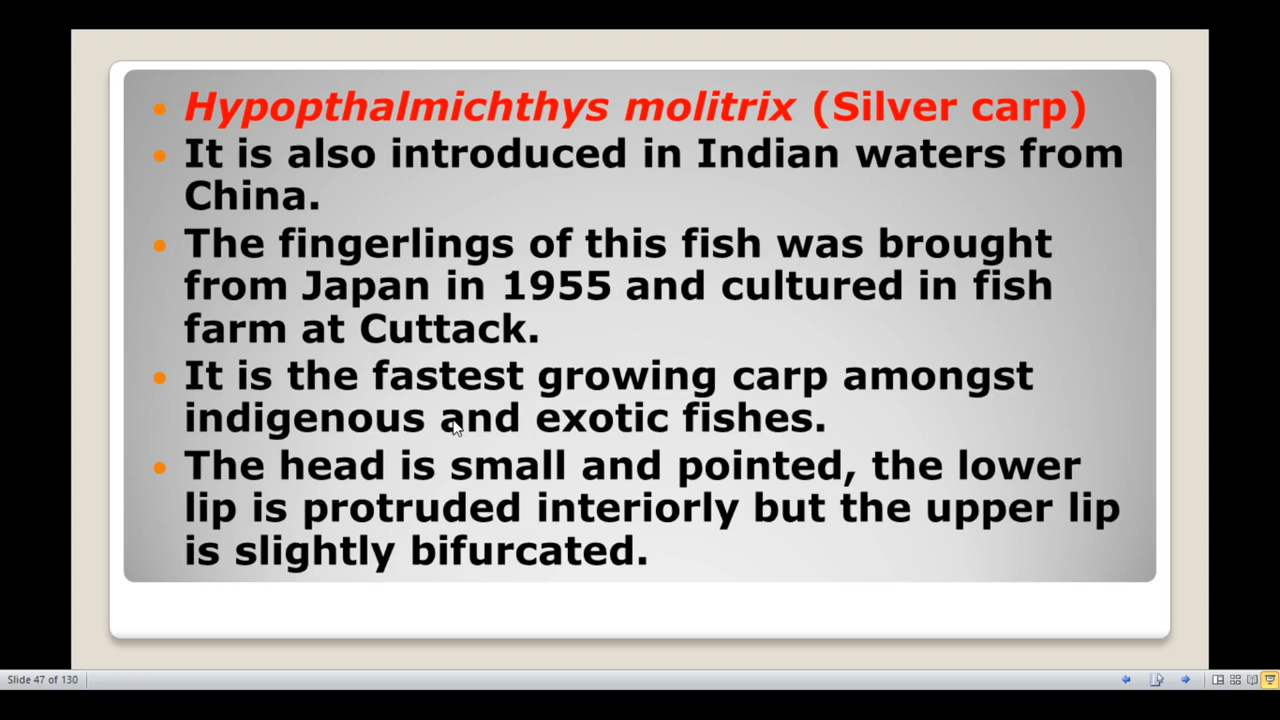 Hypopthalmichthys molitrix (Silver carp)
It is also introduced in Indian waters from
China.
The fingerlings of this fish was brought
from Japan in 1955 and cultured in fish
farm at Cuttack.
It is the fastest growing carp amongst
indigenous and exotic fishes.
The head is small and pointed, the lower
lip is protruded interiorly but the upper lip
is slightly bifurcated.
Slide 47 of 130